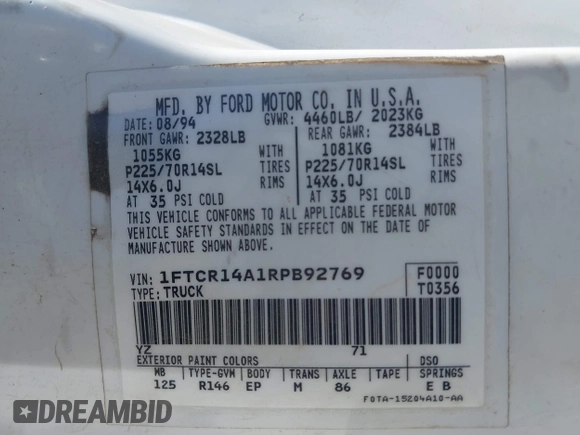 MFD. BY FORD MOTOR CO. IN U.S.A.
DATE: 08/94 GVWR: 4460LB/ 2023KG
FRONT GAWR: 2328LB REAR GAWR: 2384LB
1055KG WITH 1081KG WITH
P225/70R14SL TIRES P225/70R14SL TIRES
14X6.0J RIMS 14X6.0J RIMS
AT 35 PSI COLD AT 35 PSI COLD
THIS VEHICLE CONFORMS TO ALL APPLICABLE FEDERAL MOTOR
VEHICLE SAFETY STANDARDS IN EFFECT ON THE DATE OF
MANUFACTURE SHOWN ABOVE.
VIN: 1FTCR14A1RPB92769 F0000
TYPE: TRUCK T0356
YZ 71
EXTERIOR PAINT COLORS DSO
WB TYPE-GVM BODY TRANS AXLE TAPE SPRINGS
125 R146 EP M 86 E B
F0TA-15204A10-AA
DREAMBID